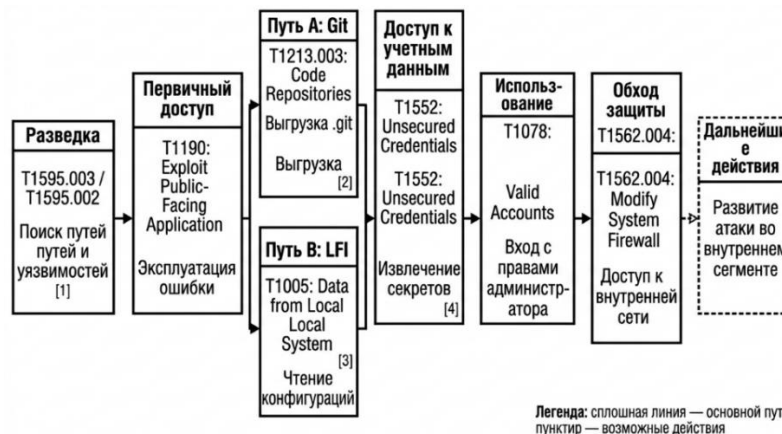 Разведка
T1595.003 /
T1595.002
Поиск путей
путей и
уязвимостей
[1]
Первичный
доступ
T1190:
Exploit
Public-
Facing
Application
Эксплуатация
ошибки
Путь A: Git
T1213.003:
Code
Repositories
Выгрузка .git
Выгрузка
[2]
Путь B: LFI
T1005: Data
from Local
Local
System
[3]
Чтение
конфигураций
Доступ к
учетным
данным
T1552:
Unsecured
Credentials
T1552:
Unsecured
Credentials
Извлечение
секретов
[4]
Использ-
ование
T1078:
Valid
Accounts
Вход с
правами
администр-
атора
Обход
защиты
T1562.004:
T1562.004:
Modify
System
Firewall
Доступ к
внутренней
сети
Дальнейши
е
действия
Развитие
атаки во
внутреннем
сегменте
Легенда: сплошная линия — основной пут
пунктир — возможные действия